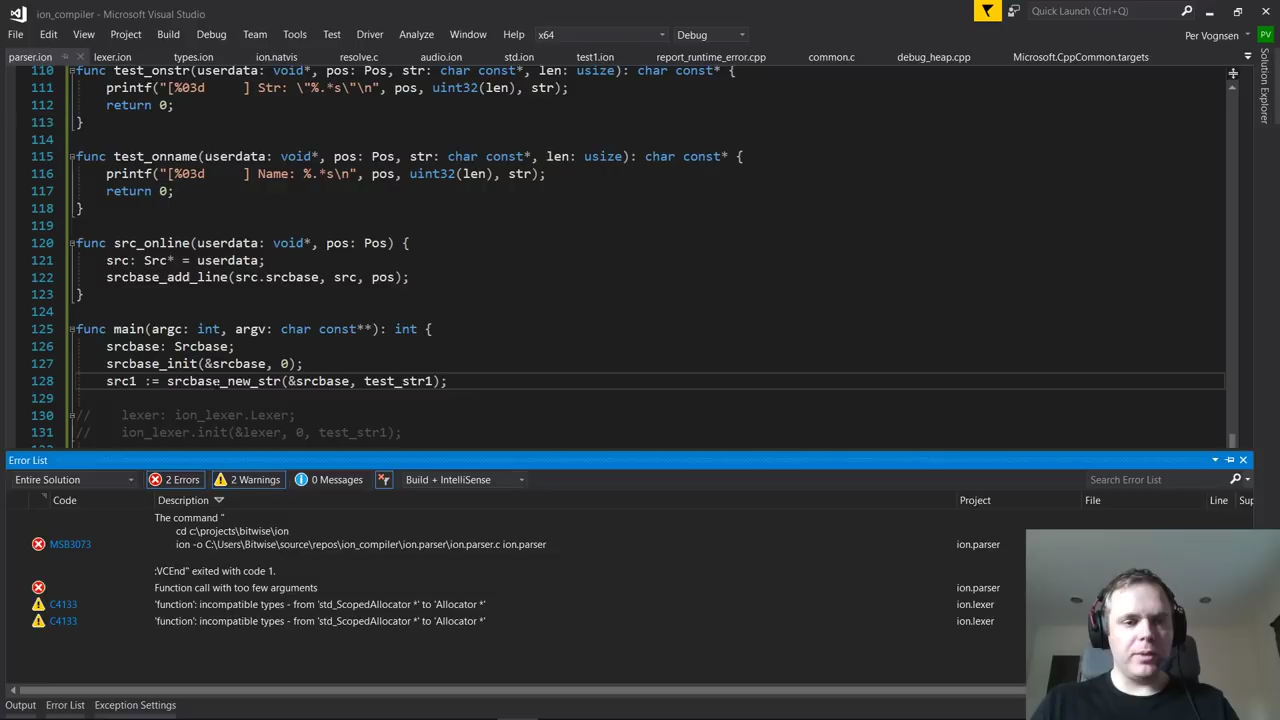 ion_compiler - Microsoft Visual Studio
Quick Launch (Ctrl+Q)
File Edit View Project Build Debug Team Tools Test Driver Analyze Window Help x64 Debug
Per Vognsen PV
parser.ion lexer.ion types.ion ion.natvis resolve.c audio.ion std.ion test1.ion report_runtime_error.cpp common.c debug_heap.cpp Microsoft.CppCommon.targets
Solution Explorer
110 func test_onstr(userdata: void*, pos: Pos, str: char const*, len: usize): char const* {
111 printf("[%03d     ] Str: \"%.*s\"\n", pos, uint32(len), str);
112 return 0;
113 }
114
115 func test_onname(userdata: void*, pos: Pos, str: char const*, len: usize): char const* {
116 printf("[%03d     ] Name: %.*s\n", pos, uint32(len), str);
117 return 0;
118 }
119
120 func src_online(userdata: void*, pos: Pos) {
121 src: Src* = userdata;
122 srcbase_add_line(src.srcbase, src, pos);
123 }
124
125 func main(argc: int, argv: char const**): int {
126 srcbase: Srcbase;
127 srcbase_init(&srcbase, 0);
128 src1 := srcbase_new_str(&srcbase, test_str1);
129
130 //    lexer: ion_lexer.Lexer;
131 //    ion_lexer.init(&lexer, 0, test_str1);
Error List
Entire Solution 2 Errors 2 Warnings 0 Messages Build + IntelliSense Search Error List
Code Description Project File Line
The command "
cd c:\projects\bitwise\ion
MSB3073 ion -o C:\Users\Bitwise\source\repos\ion_compiler\ion.parser\ion.parser.c ion.parser ion.parser
:VCEnd" exited with code 1.
Function call with too few arguments ion.parser
C4133 'function': incompatible types - from 'std_ScopedAllocator *' to 'Allocator *' ion.lexer
C4133 'function': incompatible types - from 'std_ScopedAllocator *' to 'Allocator *' ion.lexer
Output Error List Exception Settings